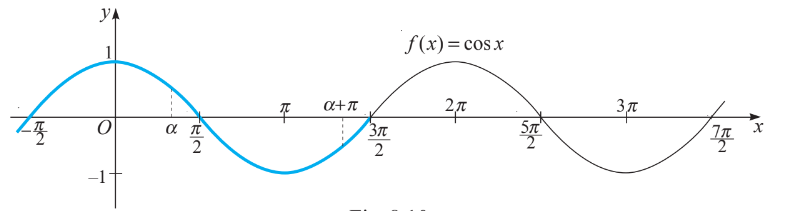 y
f(x) = cos x
1
π
α+π
2π
3π
-π/2
O
α
π/2
3π/2
5π/2
7π/2
x
-1